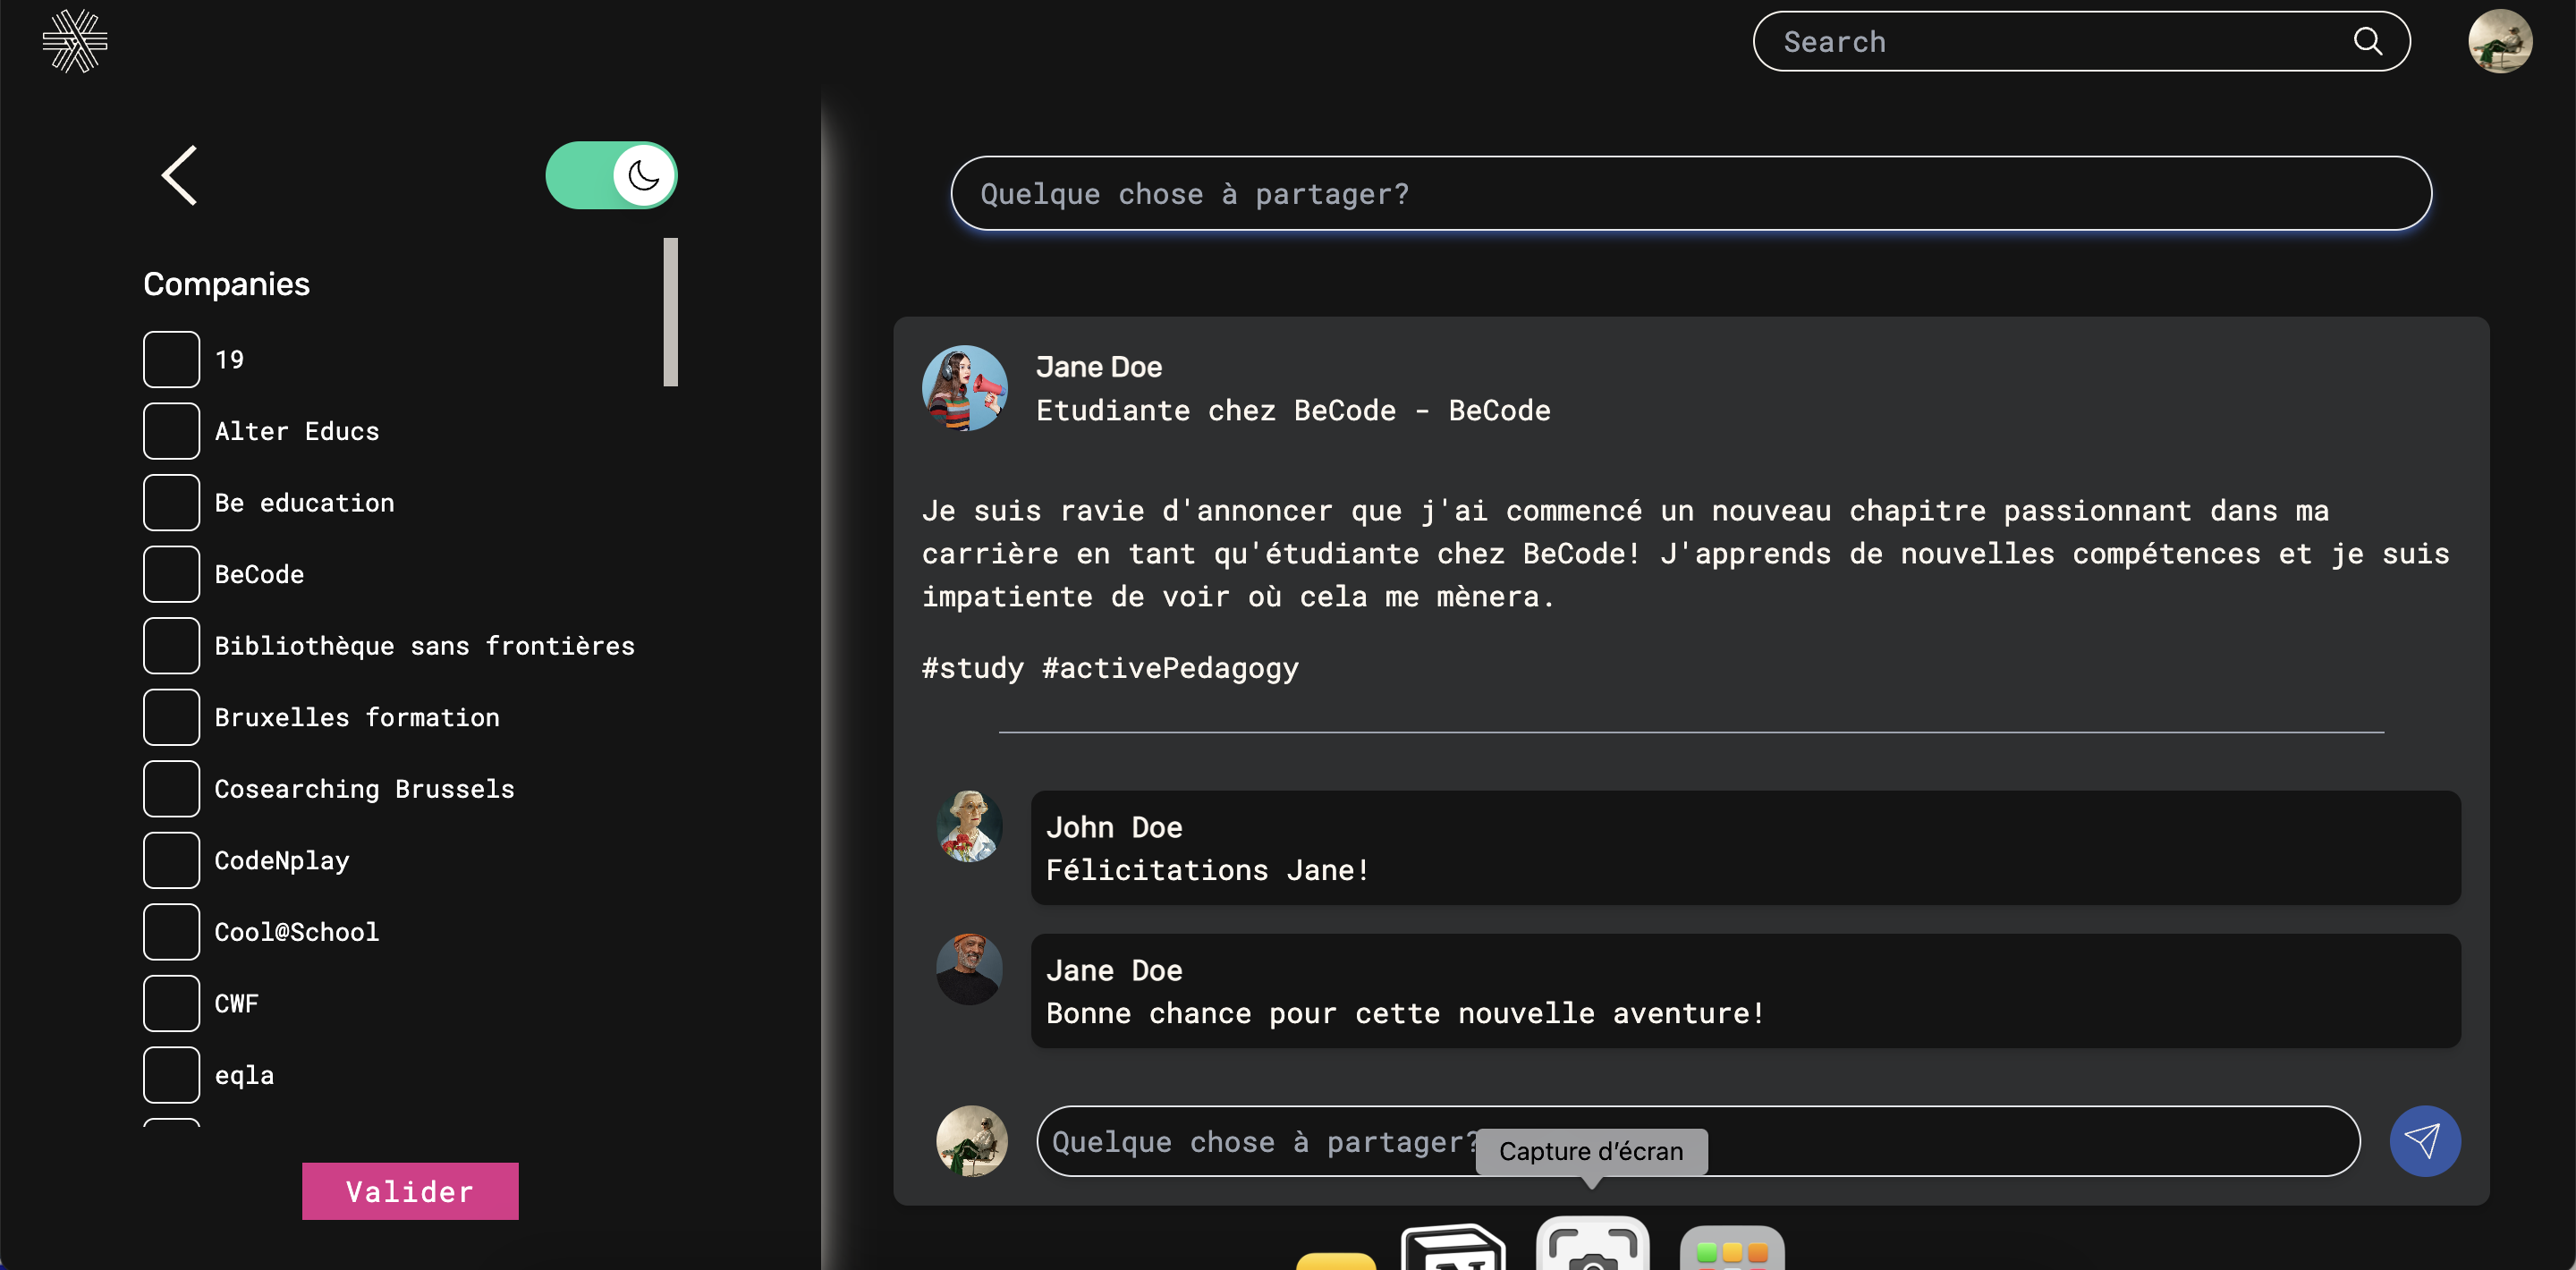 Search
Quelque chose à partager?
Companies
19
Alter Educs
Be education
BeCode
Bibliothèque sans frontières
Bruxelles formation
Cosearching Brussels
CodeNplay
Cool@School
CWF
eqla
Valider
Jane Doe
Etudiante chez BeCode - BeCode
Je suis ravie d'annoncer que j'ai commencé un nouveau chapitre passionnant dans ma
carrière en tant qu'étudiante chez BeCode! J'apprends de nouvelles compétences et je suis
impatiente de voir où cela me mènera.
#study #activePedagogy
John Doe
Félicitations Jane!
Jane Doe
Bonne chance pour cette nouvelle aventure!
Quelque chose à partager?
Capture d’écran